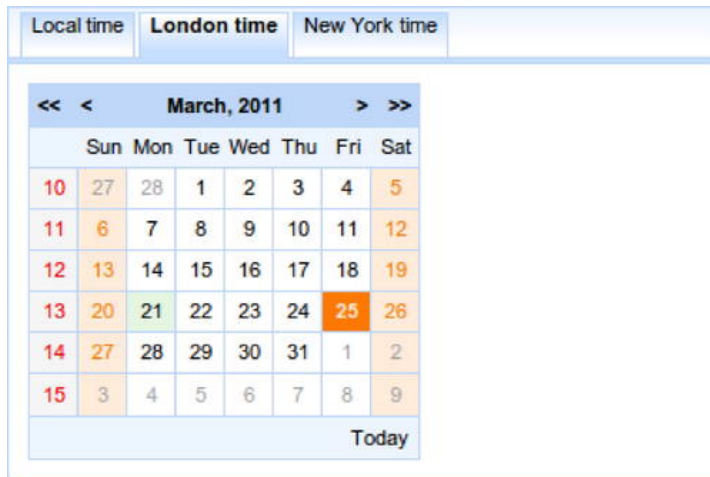 Local time London time New York time
<< < March, 2011 > >>
Sun Mon Tue Wed Thu Fri Sat
10 27 28 1 2 3 4 5
11 6 7 8 9 10 11 12
12 13 14 15 16 17 18 19
13 20 21 22 23 24 25 26
14 27 28 29 30 31 1 2
15 3 4 5 6 7 8 9
Today